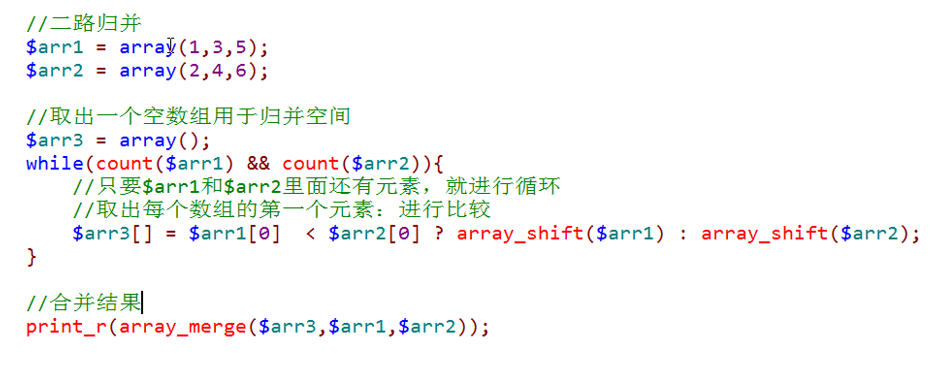 //二路归并
$arr1 = array(1,3,5);
$arr2 = array(2,4,6);
//取出一个空数组用于归并空间
$arr3 = array();
while(count($arr1) && count($arr2)){
//只要$arr1和$arr2里面还有元素，就进行循环
//取出每个数组的第一个元素：进行比较
$arr3[] = $arr1[0]  < $arr2[0] ? array_shift($arr1) : array_shift($arr2);
}
//合并结果
print_r(array_merge($arr3,$arr1,$arr2));